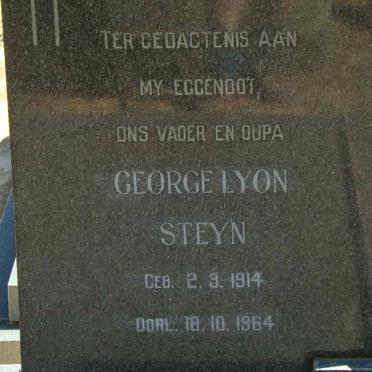 TER GEDAGTENIS AAN
MY EGGENOOT,
ONS VADER EN OUPA
GEORGE LYON
STEYN
GEB. 2. 3. 1914
OORL. 18. 10. 1964